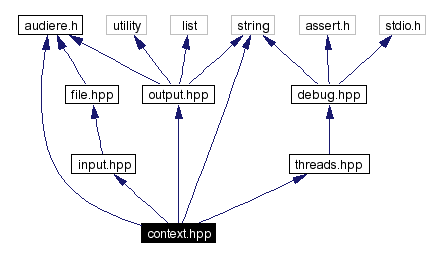 audiere.h utility list string assert.h stdio.h
file.hpp output.hpp debug.hpp
input.hpp threads.hpp
context.hpp